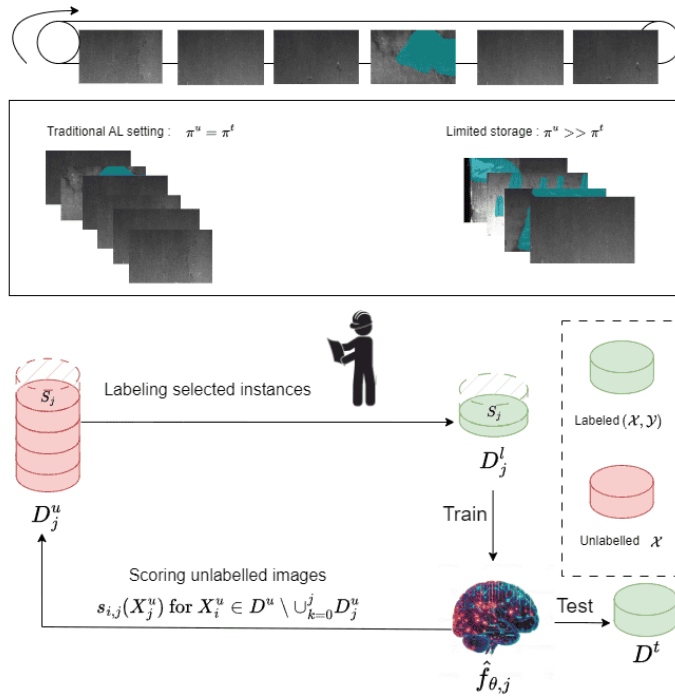 Traditional AL setting : π^u = π^t
Limited storage : π^u >> π^t
S_j
Labeling selected instances
S_j
Labeled (𝒳, 𝒴)
D_j^l
D_j^u
Train
Unlabelled 𝒳
Scoring unlabelled images
s_{i,j}(X_j^u) for X_i^u ∈ D^u \ ∪_{k=0}^j D_j^u
Test
D^t
f̂_{θ,j}